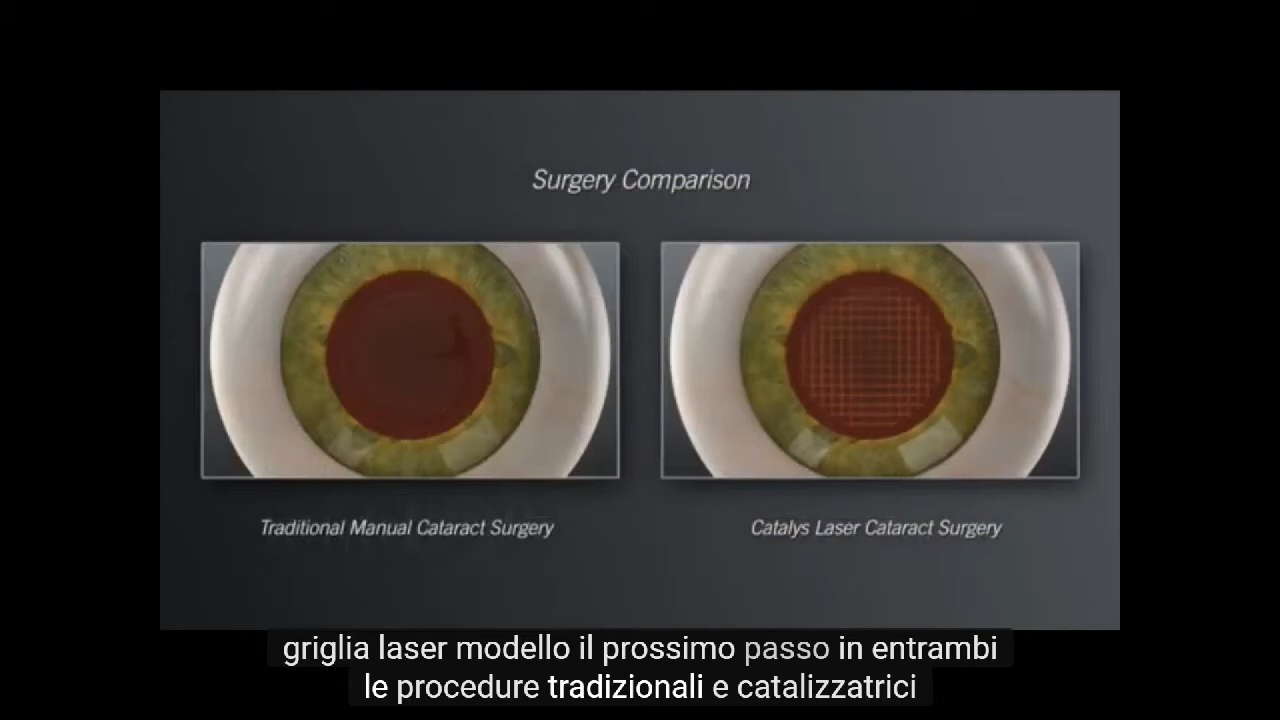 Surgery Comparison
Traditional Manual Cataract Surgery
Catalys Laser Cataract Surgery
griglia laser modello il prossimo passo in entrambi
le procedure tradizionali e catalizzatrici